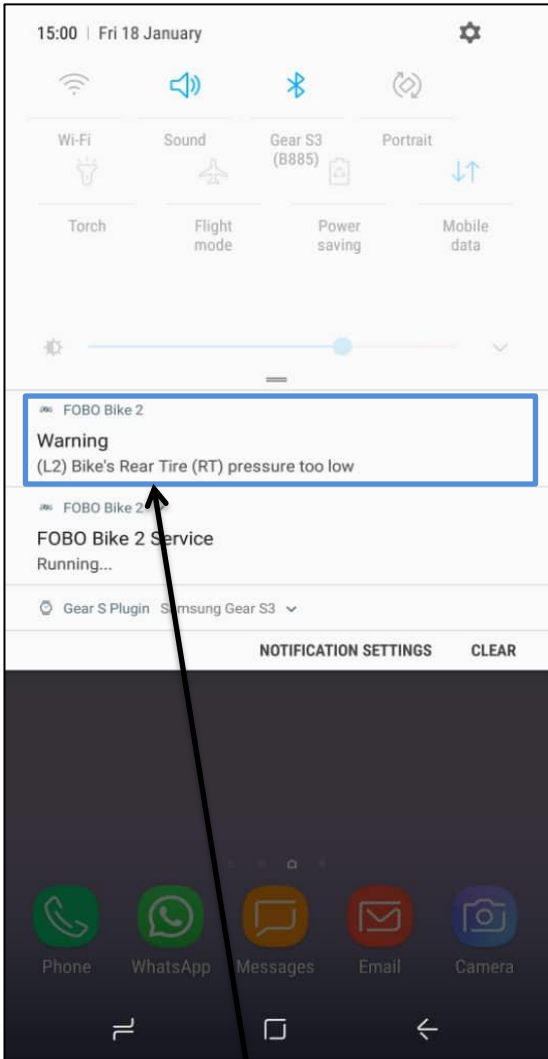 15:00 | Fri 18 January
Wi-Fi
Sound
Gear S3
(B885)
Portrait
Torch
Flight
mode
Power
saving
Mobile
data
FOBO Bike 2
Warning
(L2) Bike's Rear Tire (RT) pressure too low
FOBO Bike 2
FOBO Bike 2 Service
Running...
Gear S Plugin Samsung Gear S3
NOTIFICATION SETTINGS CLEAR
Phone WhatsApp Messages Email Camera